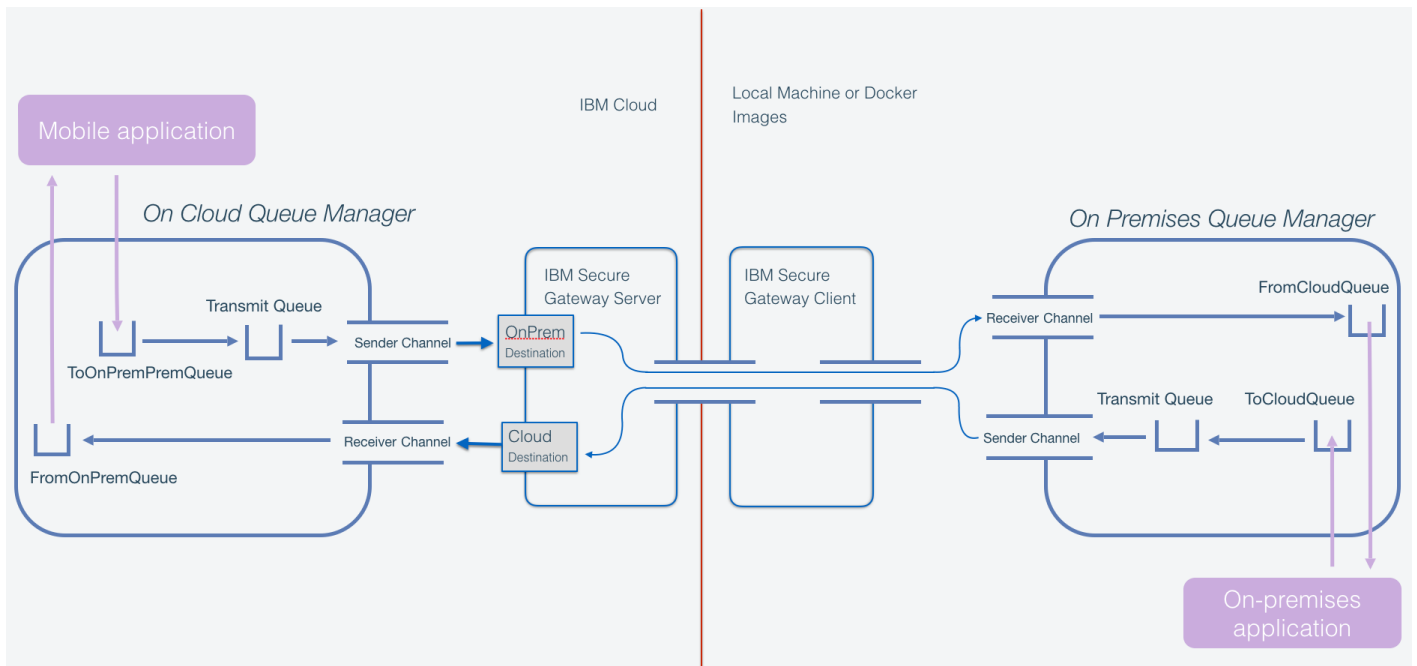 IBM Cloud
Local Machine or Docker
Images
Mobile application
On Cloud Queue Manager
On Premises Queue Manager
IBM Secure
Gateway Server
IBM Secure
Gateway Client
Transmit Queue
FromCloudQueue
OnPrem
Destination
Sender Channel
Receiver Channel
ToOnPremPremQueue
Transmit Queue
ToCloudQueue
Cloud
Destination
Receiver Channel
Sender Channel
FromOnPremQueue
On-premises
application